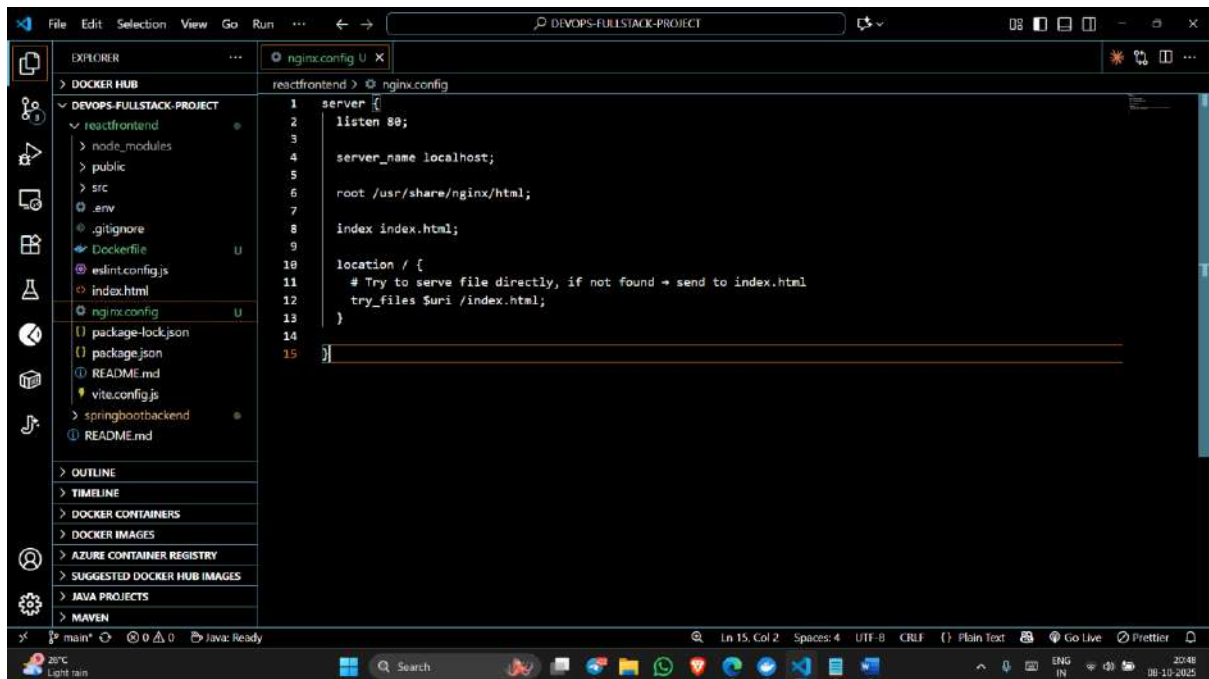 File Edit Selection View Go Run ··· DEVOPS-FULLSTACK-PROJECT
EXPLORER ···
DOCKER HUB
DEVOPS-FULLSTACK-PROJECT
reactfrontend
node_modules
public
src
.env
.gitignore
Dockerfile U
eslint.config.js
index.html
nginx.config U
package-lock.json
package.json
README.md
vite.config.js
springbootbackend
README.md
OUTLINE
TIMELINE
DOCKER CONTAINERS
DOCKER IMAGES
AZURE CONTAINER REGISTRY
SUGGESTED DOCKER HUB IMAGES
JAVA PROJECTS
MAVEN
nginx.config U
reactfrontend > nginx.config
1 server {
2 listen 80;
3
4 server_name localhost;
5
6 root /usr/share/nginx/html;
7
8 index index.html;
9
10 location / {
11 # Try to serve file directly, if not found → send to index.html
12 try_files $uri /index.html;
13 }
14
15 }
main* 0 0 Java: Ready Ln 15, Col 2 Spaces: 4 UTF-8 CRLF {} Plain Text Go Live Prettier
26°C
Light rain
Search
ENG
IN
20:48
08-10-2025